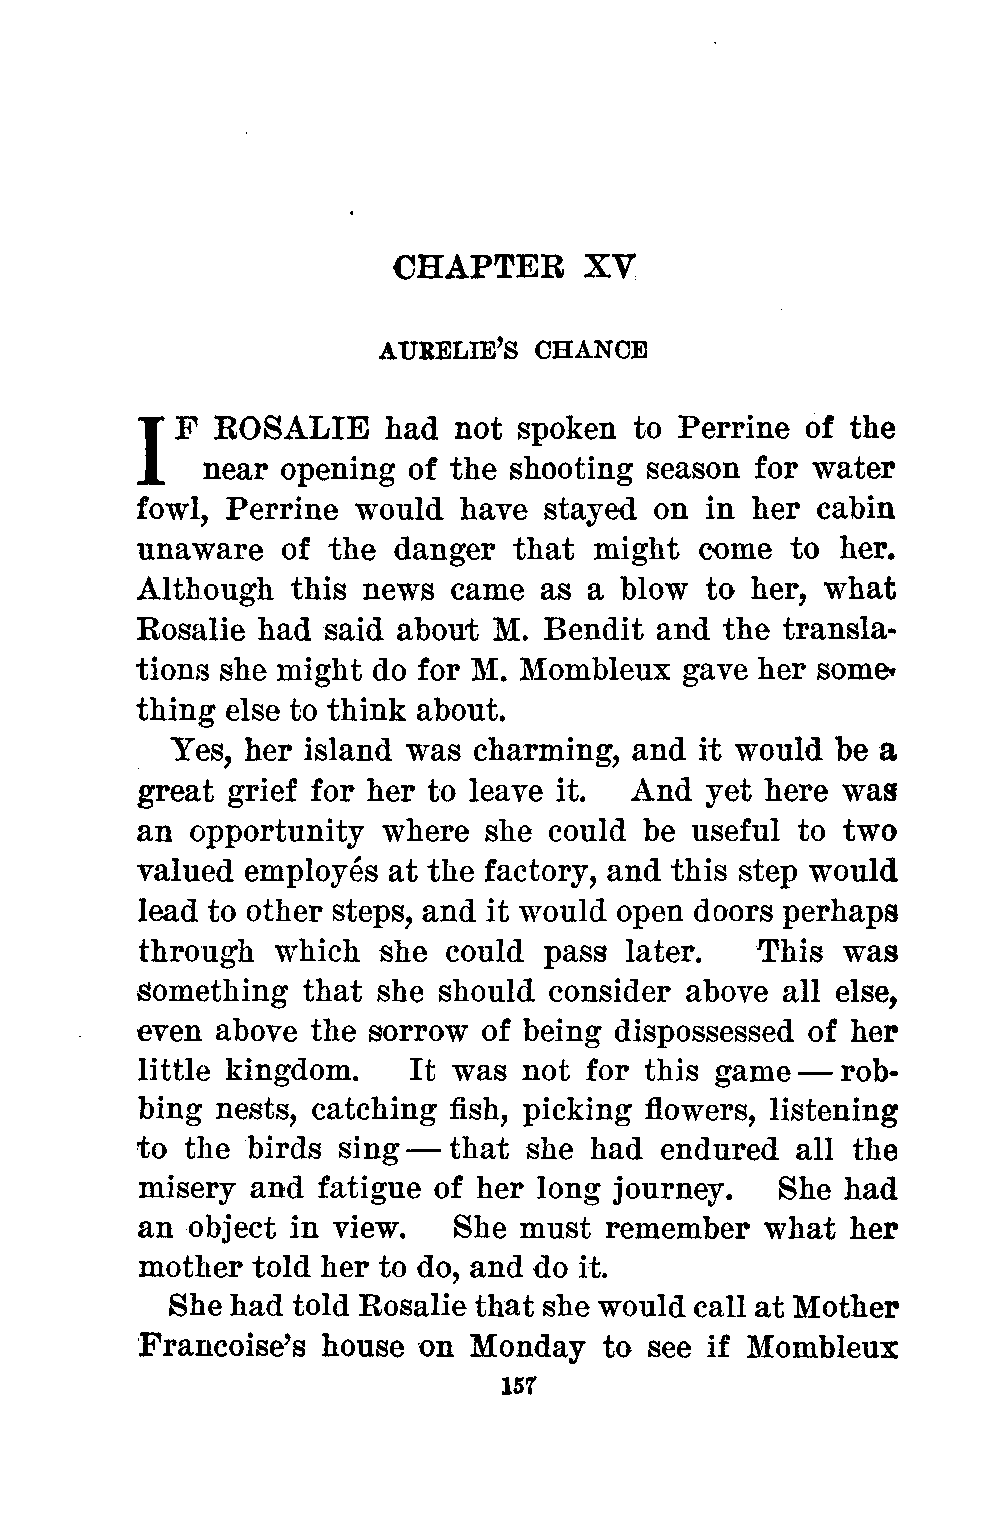 CHAPTER XV
AURELIE'S CHANCE
IF ROSALIE had not spoken to Perrine of the
near opening of the shooting season for water
fowl, Perrine would have stayed on in her cabin
unaware of the danger that might come to her.
Although this news came as a blow to her, what
Rosalie had said about M. Bendit and the transla-
tions she might do for M. Mombleux gave her some-
thing else to think about.
Yes, her island was charming, and it would be a
great grief for her to leave it. And yet here was
an opportunity where she could be useful to two
valued employés at the factory, and this step would
lead to other steps, and it would open doors perhaps
through which she could pass later. This was
something that she should consider above all else,
even above the sorrow of being dispossessed of her
little kingdom. It was not for this game — rob-
bing nests, catching fish, picking flowers, listening
to the birds sing — that she had endured all the
misery and fatigue of her long journey. She had
an object in view. She must remember what her
mother told her to do, and do it.
She had told Rosalie that she would call at Mother
Francoise's house on Monday to see if Mombleux
157